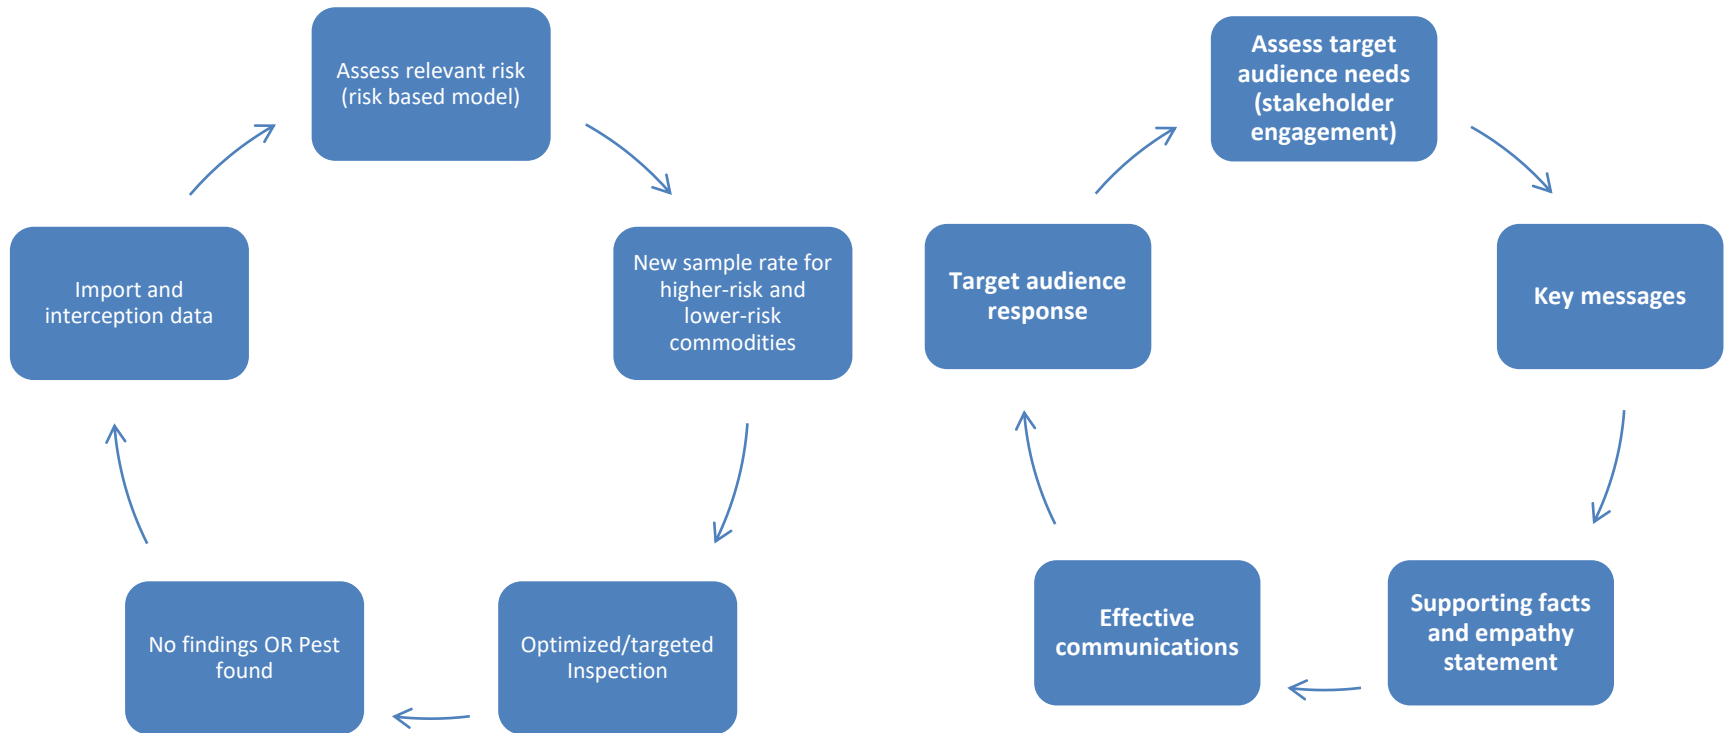 Assess relevant risk
(risk based model)
New sample rate for
higher-risk and
lower-risk
commodities
Optimized/targeted
Inspection
No findings OR Pest
found
Import and
interception data
Assess target
audience needs
(stakeholder
engagement)
Key messages
Supporting facts
and empathy
statement
Effective
communications
Target audience
response